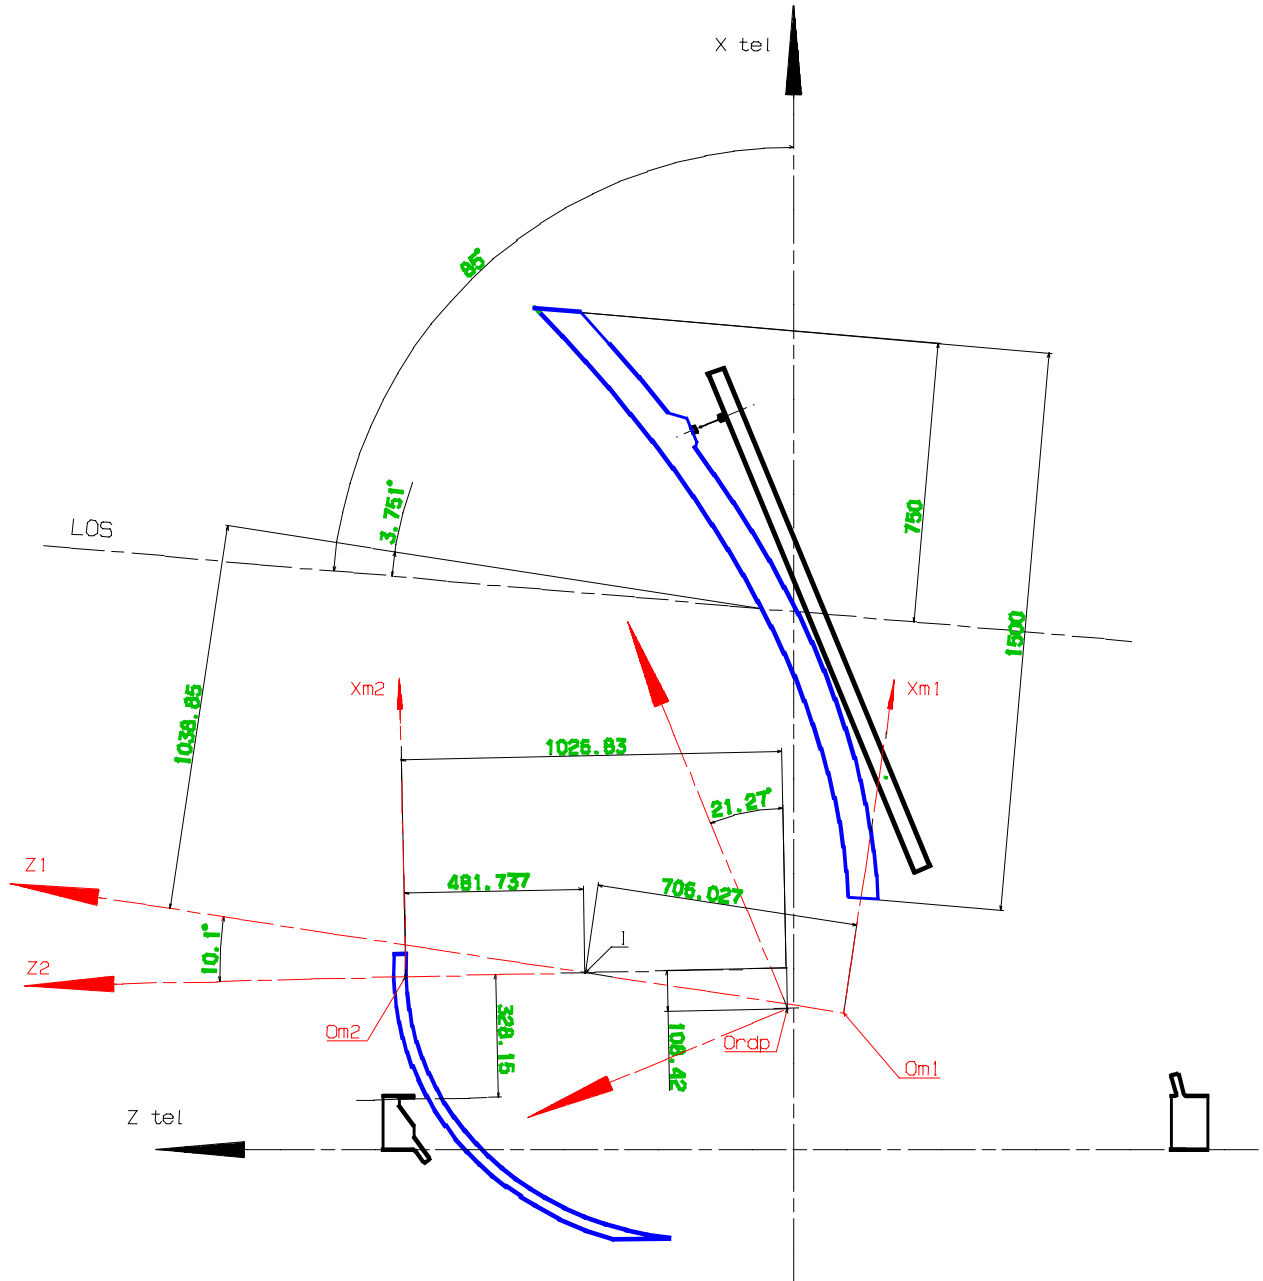 X tel
85°
3.751°
LOS
750
1500
1038.85
Xm2
Xm1
1026.83
21.27°
Z1
481.737
706.027
10.1°
I
Z2
Om2
328.15
Ordp
108.42
Om1
Z tel